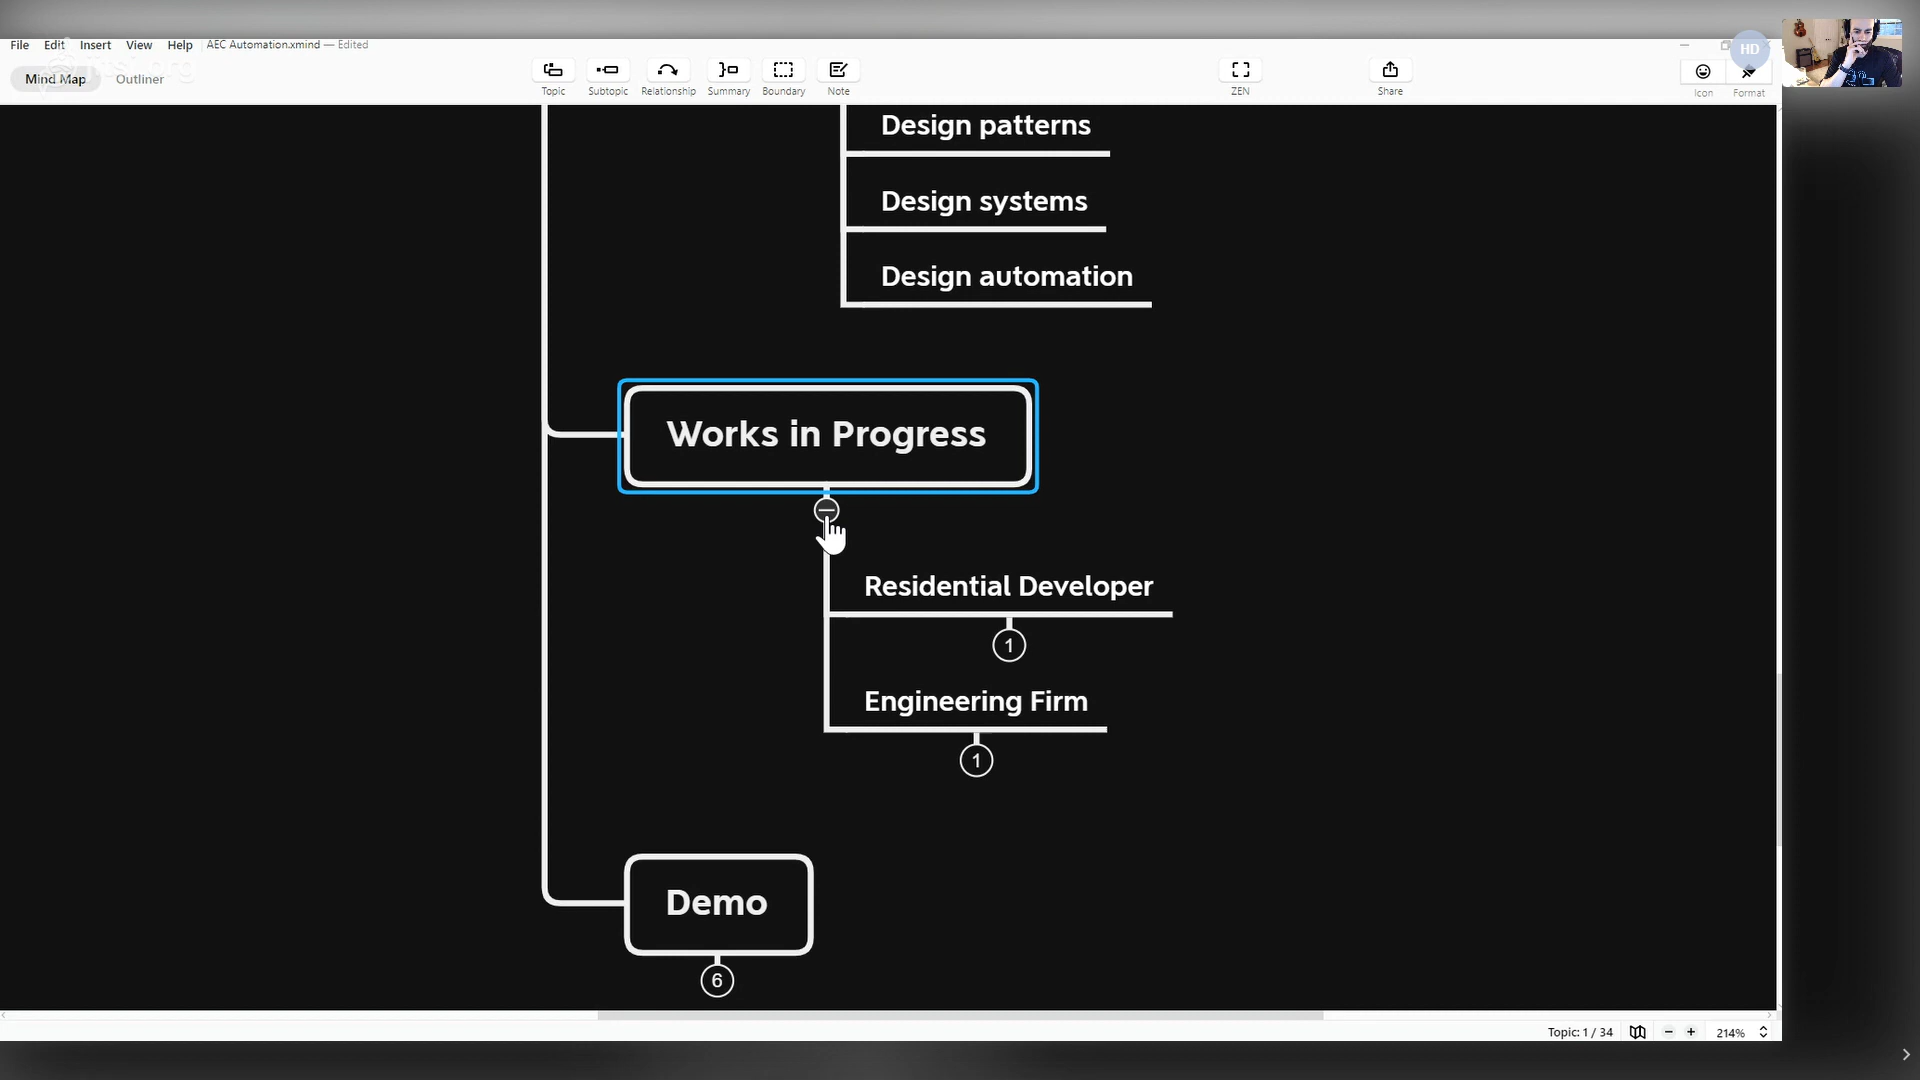 File Edit Insert View Help AEC Automation.xmind — Edited
HD
Mind Map Outliner
Topic Subtopic Relationship Summary Boundary Note ZEN Share Icon Format
Design patterns
Design systems
Design automation
Works in Progress
Residential Developer
1
Engineering Firm
1
Demo
6
Topic: 1 / 34 214%